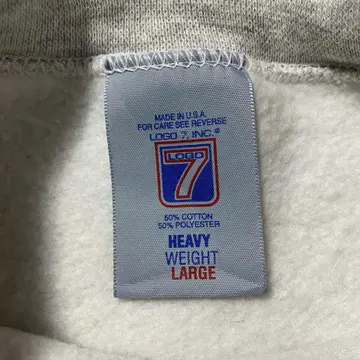 MADE IN U.S.A.
FOR CARE SEE REVERSE
LOGO 7, INC.®
LOGO
7
50% COTTON
50% POLYESTER
HEAVY
WEIGHT
LARGE